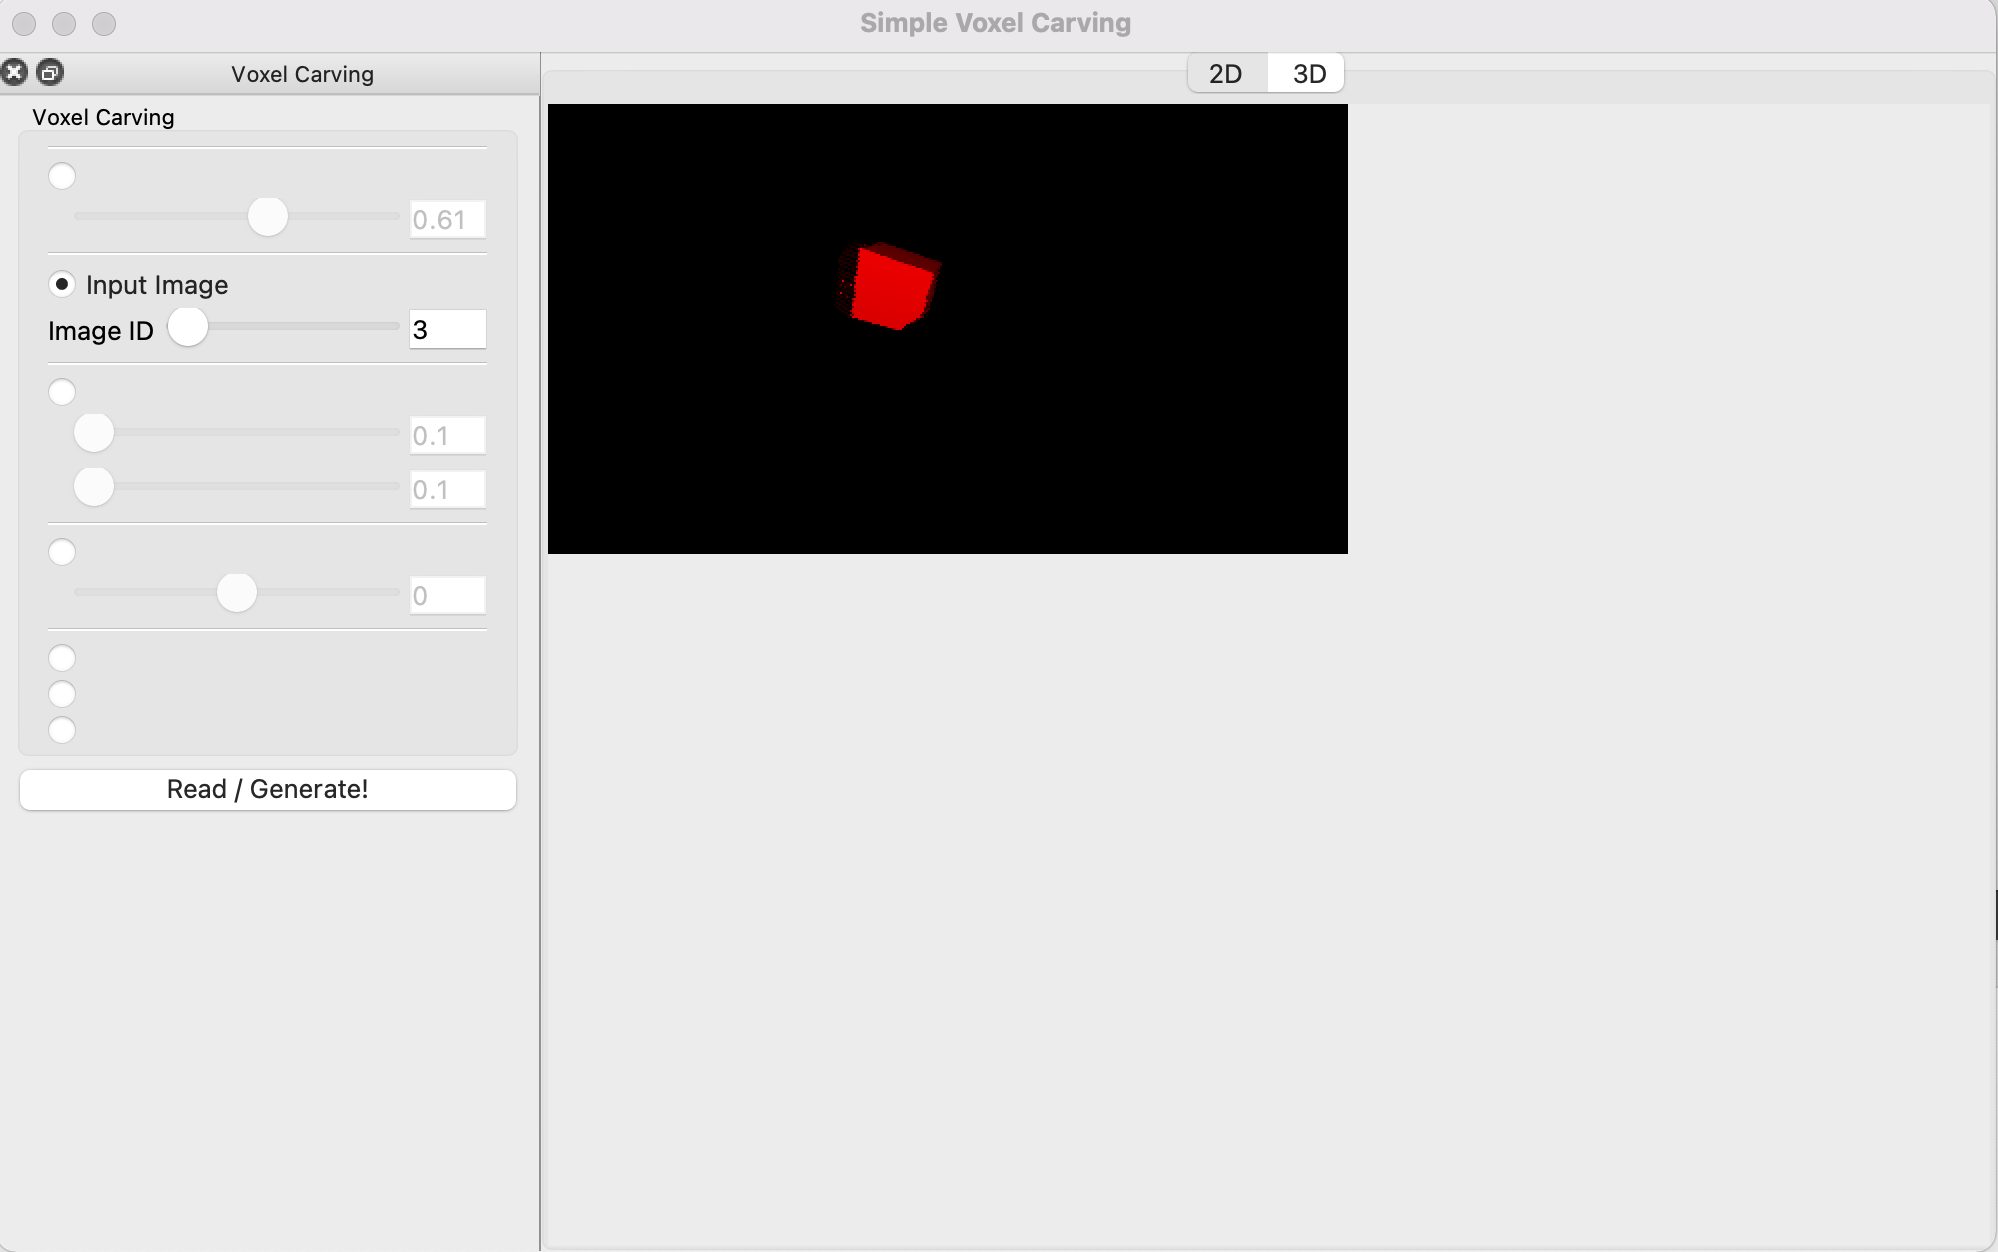 Simple Voxel Carving
Voxel Carving
2D 3D
Voxel Carving
0.61
Input Image
Image ID 3
0.1
0.1
0
Read / Generate!